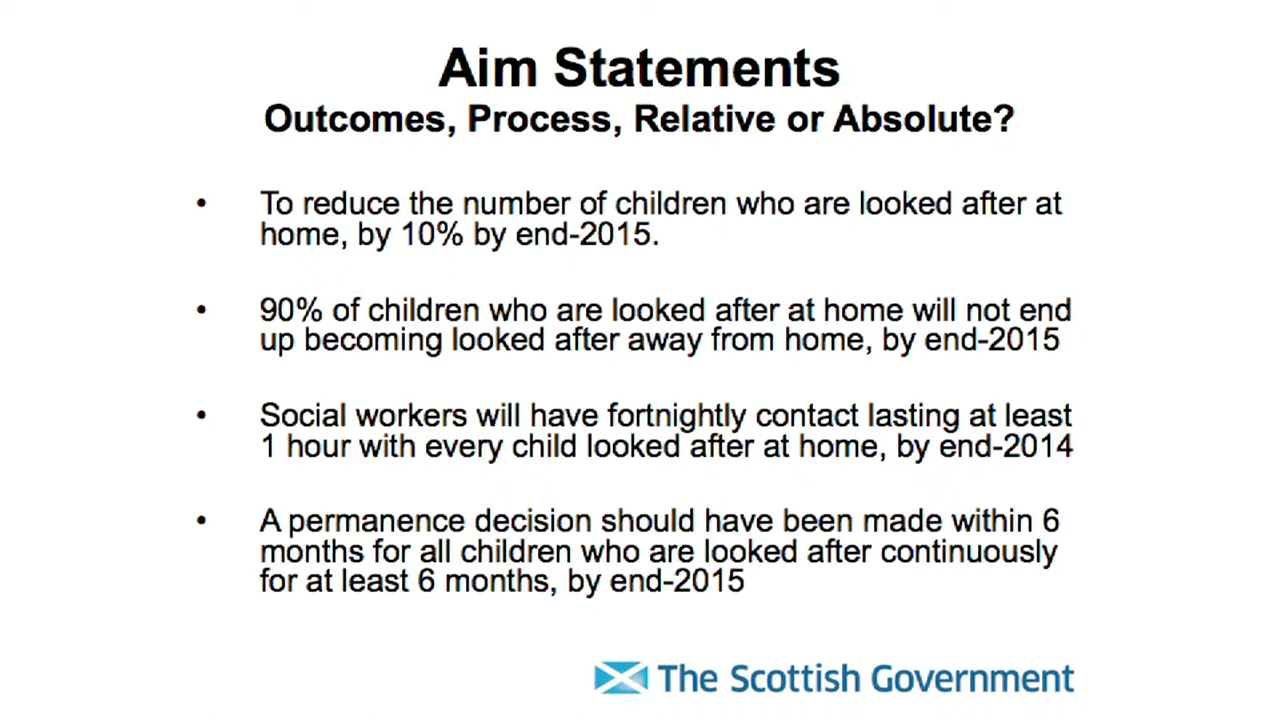 Aim Statements
Outcomes, Process, Relative or Absolute?
• To reduce the number of children who are looked after at
home, by 10% by end-2015.
• 90% of children who are looked after at home will not end
up becoming looked after away from home, by end-2015
• Social workers will have fortnightly contact lasting at least
1 hour with every child looked after at home, by end-2014
• A permanence decision should have been made within 6
months for all children who are looked after continuously
for at least 6 months, by end-2015
The Scottish Government